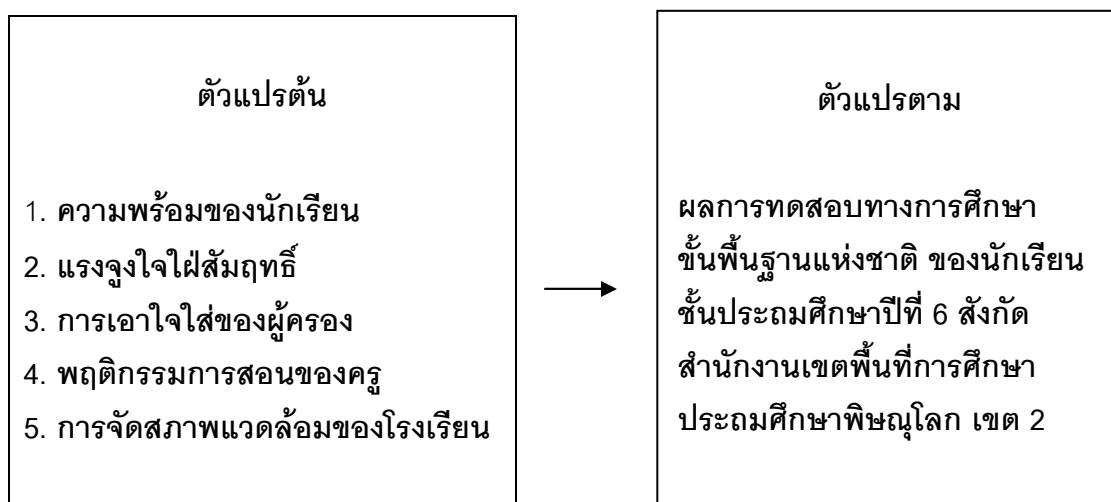 ตัวแปรต้น
1. ความพร้อมของนักเรียน
2. แรงจูงใจใฝ่สัมฤทธิ์
3. การเอาใจใส่ของผู้ครอง
4. พฤติกรรมการสอนของครู
5. การจัดสภาพแวดล้อมของโรงเรียน
ตัวแปรตาม
ผลการทดสอบทางการศึกษา
ขั้นพื้นฐานแห่งชาติ ของนักเรียน
ชั้นประถมศึกษาปีที่ 6 สังกัด
สำนักงานเขตพื้นที่การศึกษา
ประถมศึกษาพิษณุโลก เขต 2